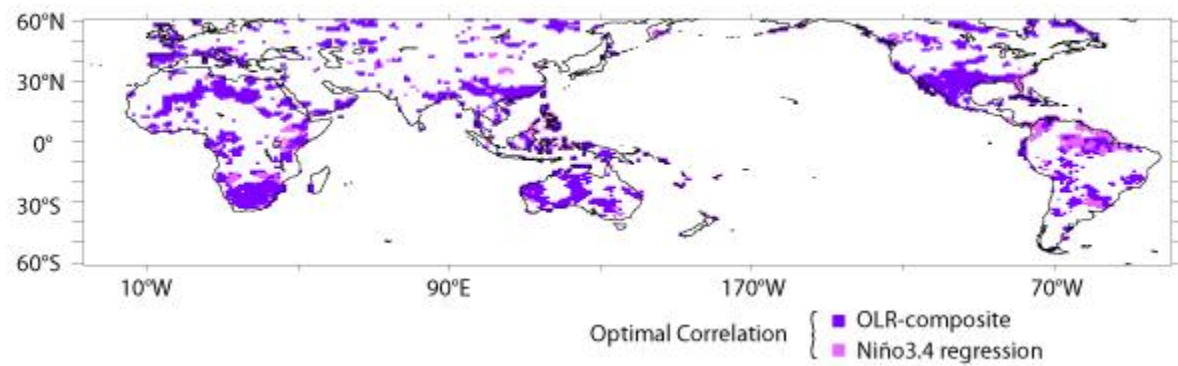 60°N
30°N
0°
30°S
60°S
10°W
90°E
170°W
70°W
Optimal Correlation
OLR-composite
Niño3.4 regression